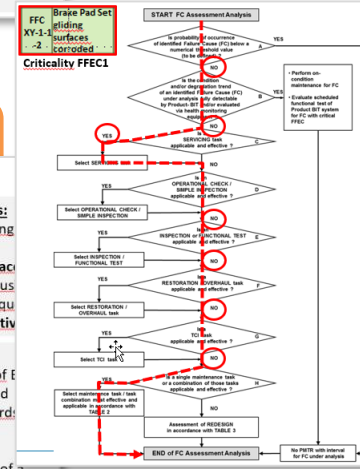 FFC
XY-1-1
-2
Brake Pad Set
gliding
surfaces
corroded
Criticality FFEC1
START FC Assessment Analysis
Is probability of occurrence
of identified Failure Cause (FC) below a
numerical threshold value
A
YES
NO
Is the condition
and/or degradation trend
of an identified Failure Cause (FC)
under analysis fully detectable
by Product- BIT and/or evaluated
via health monitoring
B
YES
• Perform on-
condition
maintenance for FC
• Evaluate scheduled
functional test of
Product BIT system
for FC with critical
FFEC
NO
YES
SERVICING task
applicable and effective ?
C
Select
NO
YES
OPERATIONAL CHECK /
SIMPLE INSPECTION
applicable and effective ?
D
Select OPERATIONAL CHECK /
SIMPLE INSPECTION
NO
YES
INSPECTION or FUNCTIONAL TEST
applicable and effective ?
E
Select INSPECTION /
FUNCTIONAL TEST
NO
YES
RESTORATION /
OVERHAUL task
applicable and effective ?
F
Select RESTORATION /
OVERHAUL task
NO
YES
TCI task
applicable and effective ?
G
Select TCI task
NO
YES
Is a single maintenance task
or a combination of those tasks
applicable and effective ?
H
Select maintenance task / task
combination most effective and
applicable in accordance with
TABLE 2
NO
Assessment of REDESIGN
in accordance with TABLE 3
END of FC Assessment Analysis
No PMTR with interval
for FC under analysis